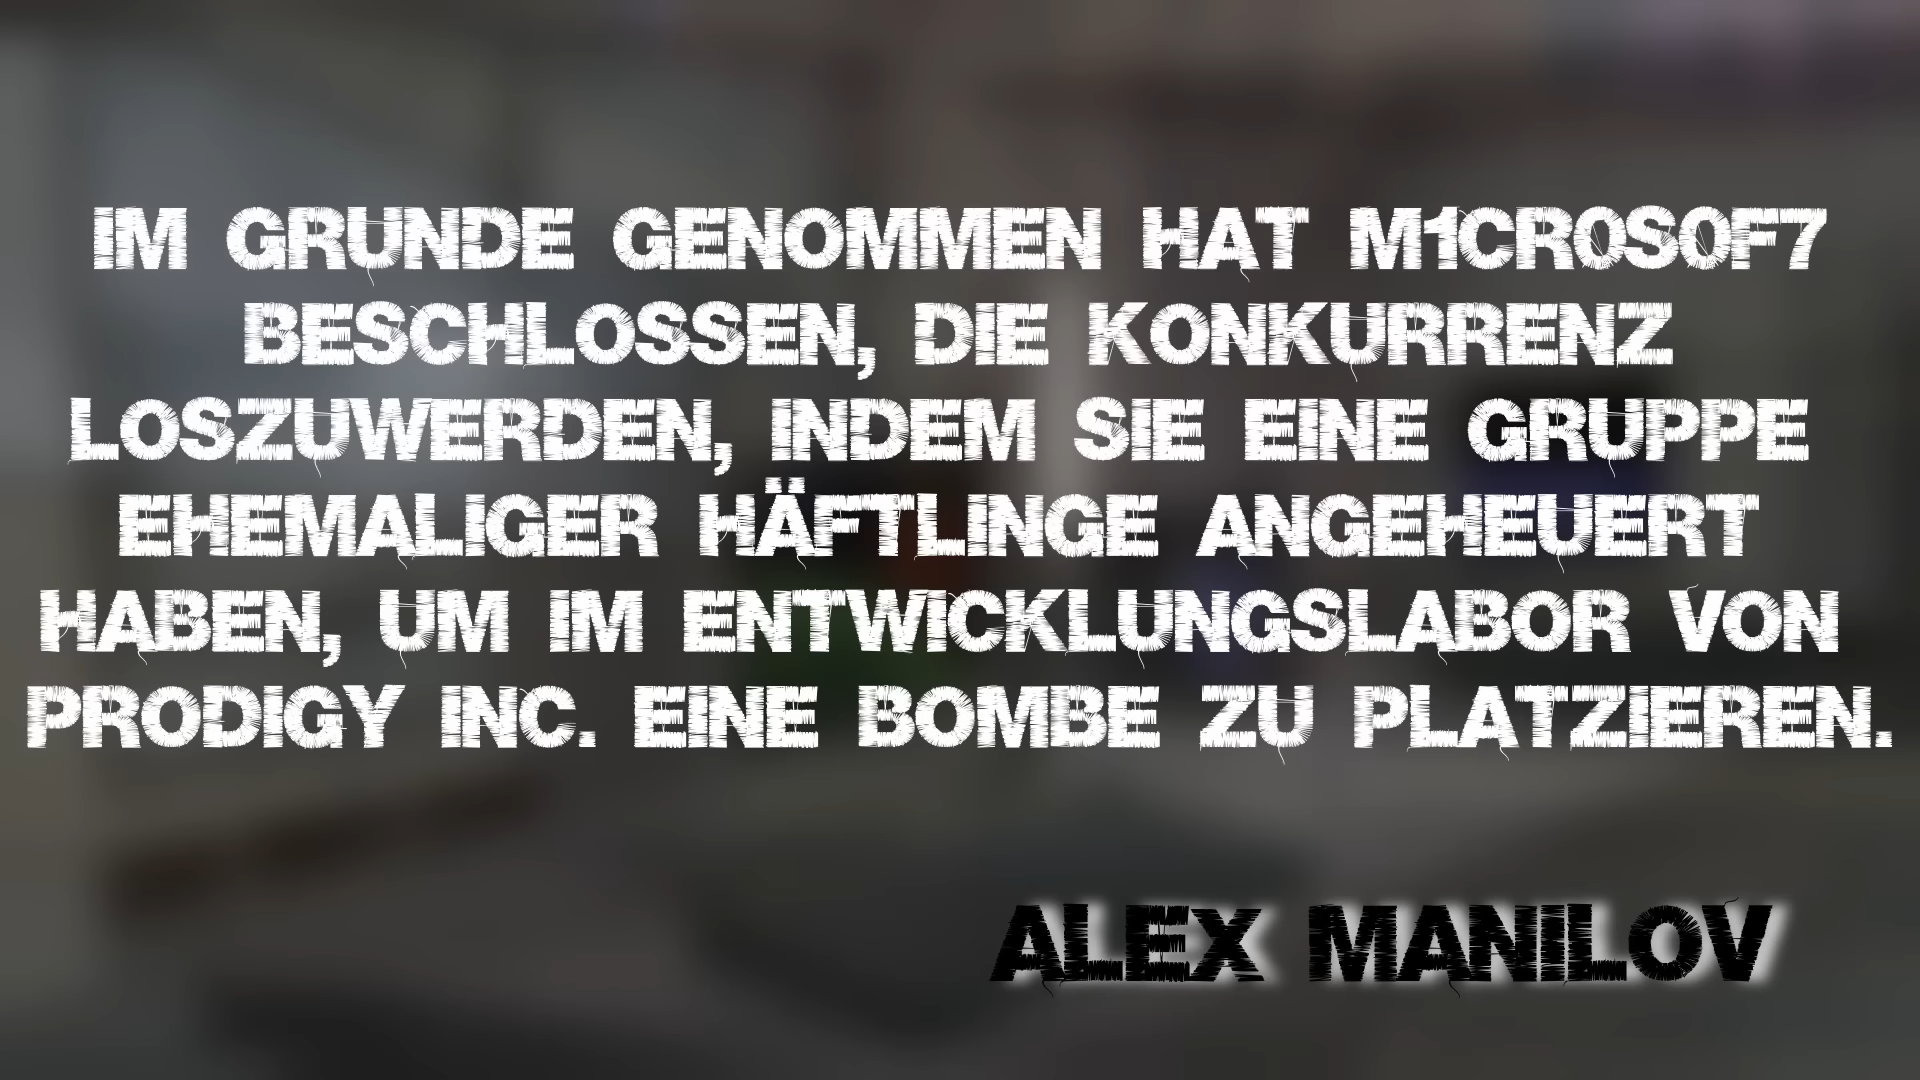 IM GRUNDE GENOMMEN HAT M1CR0S0F7
BESCHLOSSEN, DIE KONKURRENZ
LOSZUWERDEN, INDEM SIE EINE GRUPPE
EHEMALIGER HÄFTLINGE ANGEHEUERT
HABEN, UM IM ENTWICKLUNGSLABOR VON
PRODIGY INC. EINE BOMBE ZU PLATZIEREN.
ALEX MANILOV